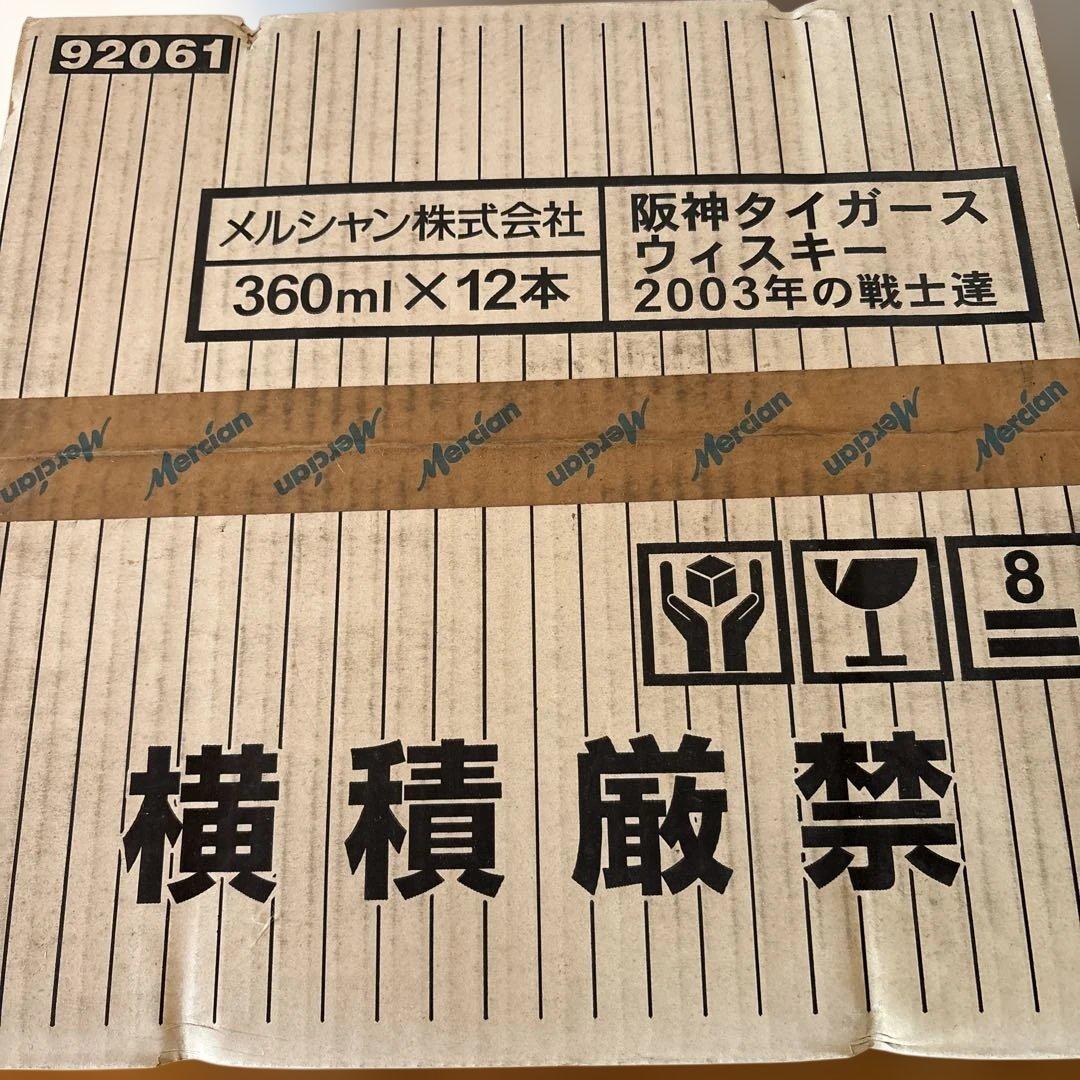 92061
メルシャン株式会社
360ml×12本
阪神タイガース
ウィスキー
2003年の戦士達
Mercian Mercian Mercian Mercian Mercian Mercian Mercian Mercian
8
横積厳禁